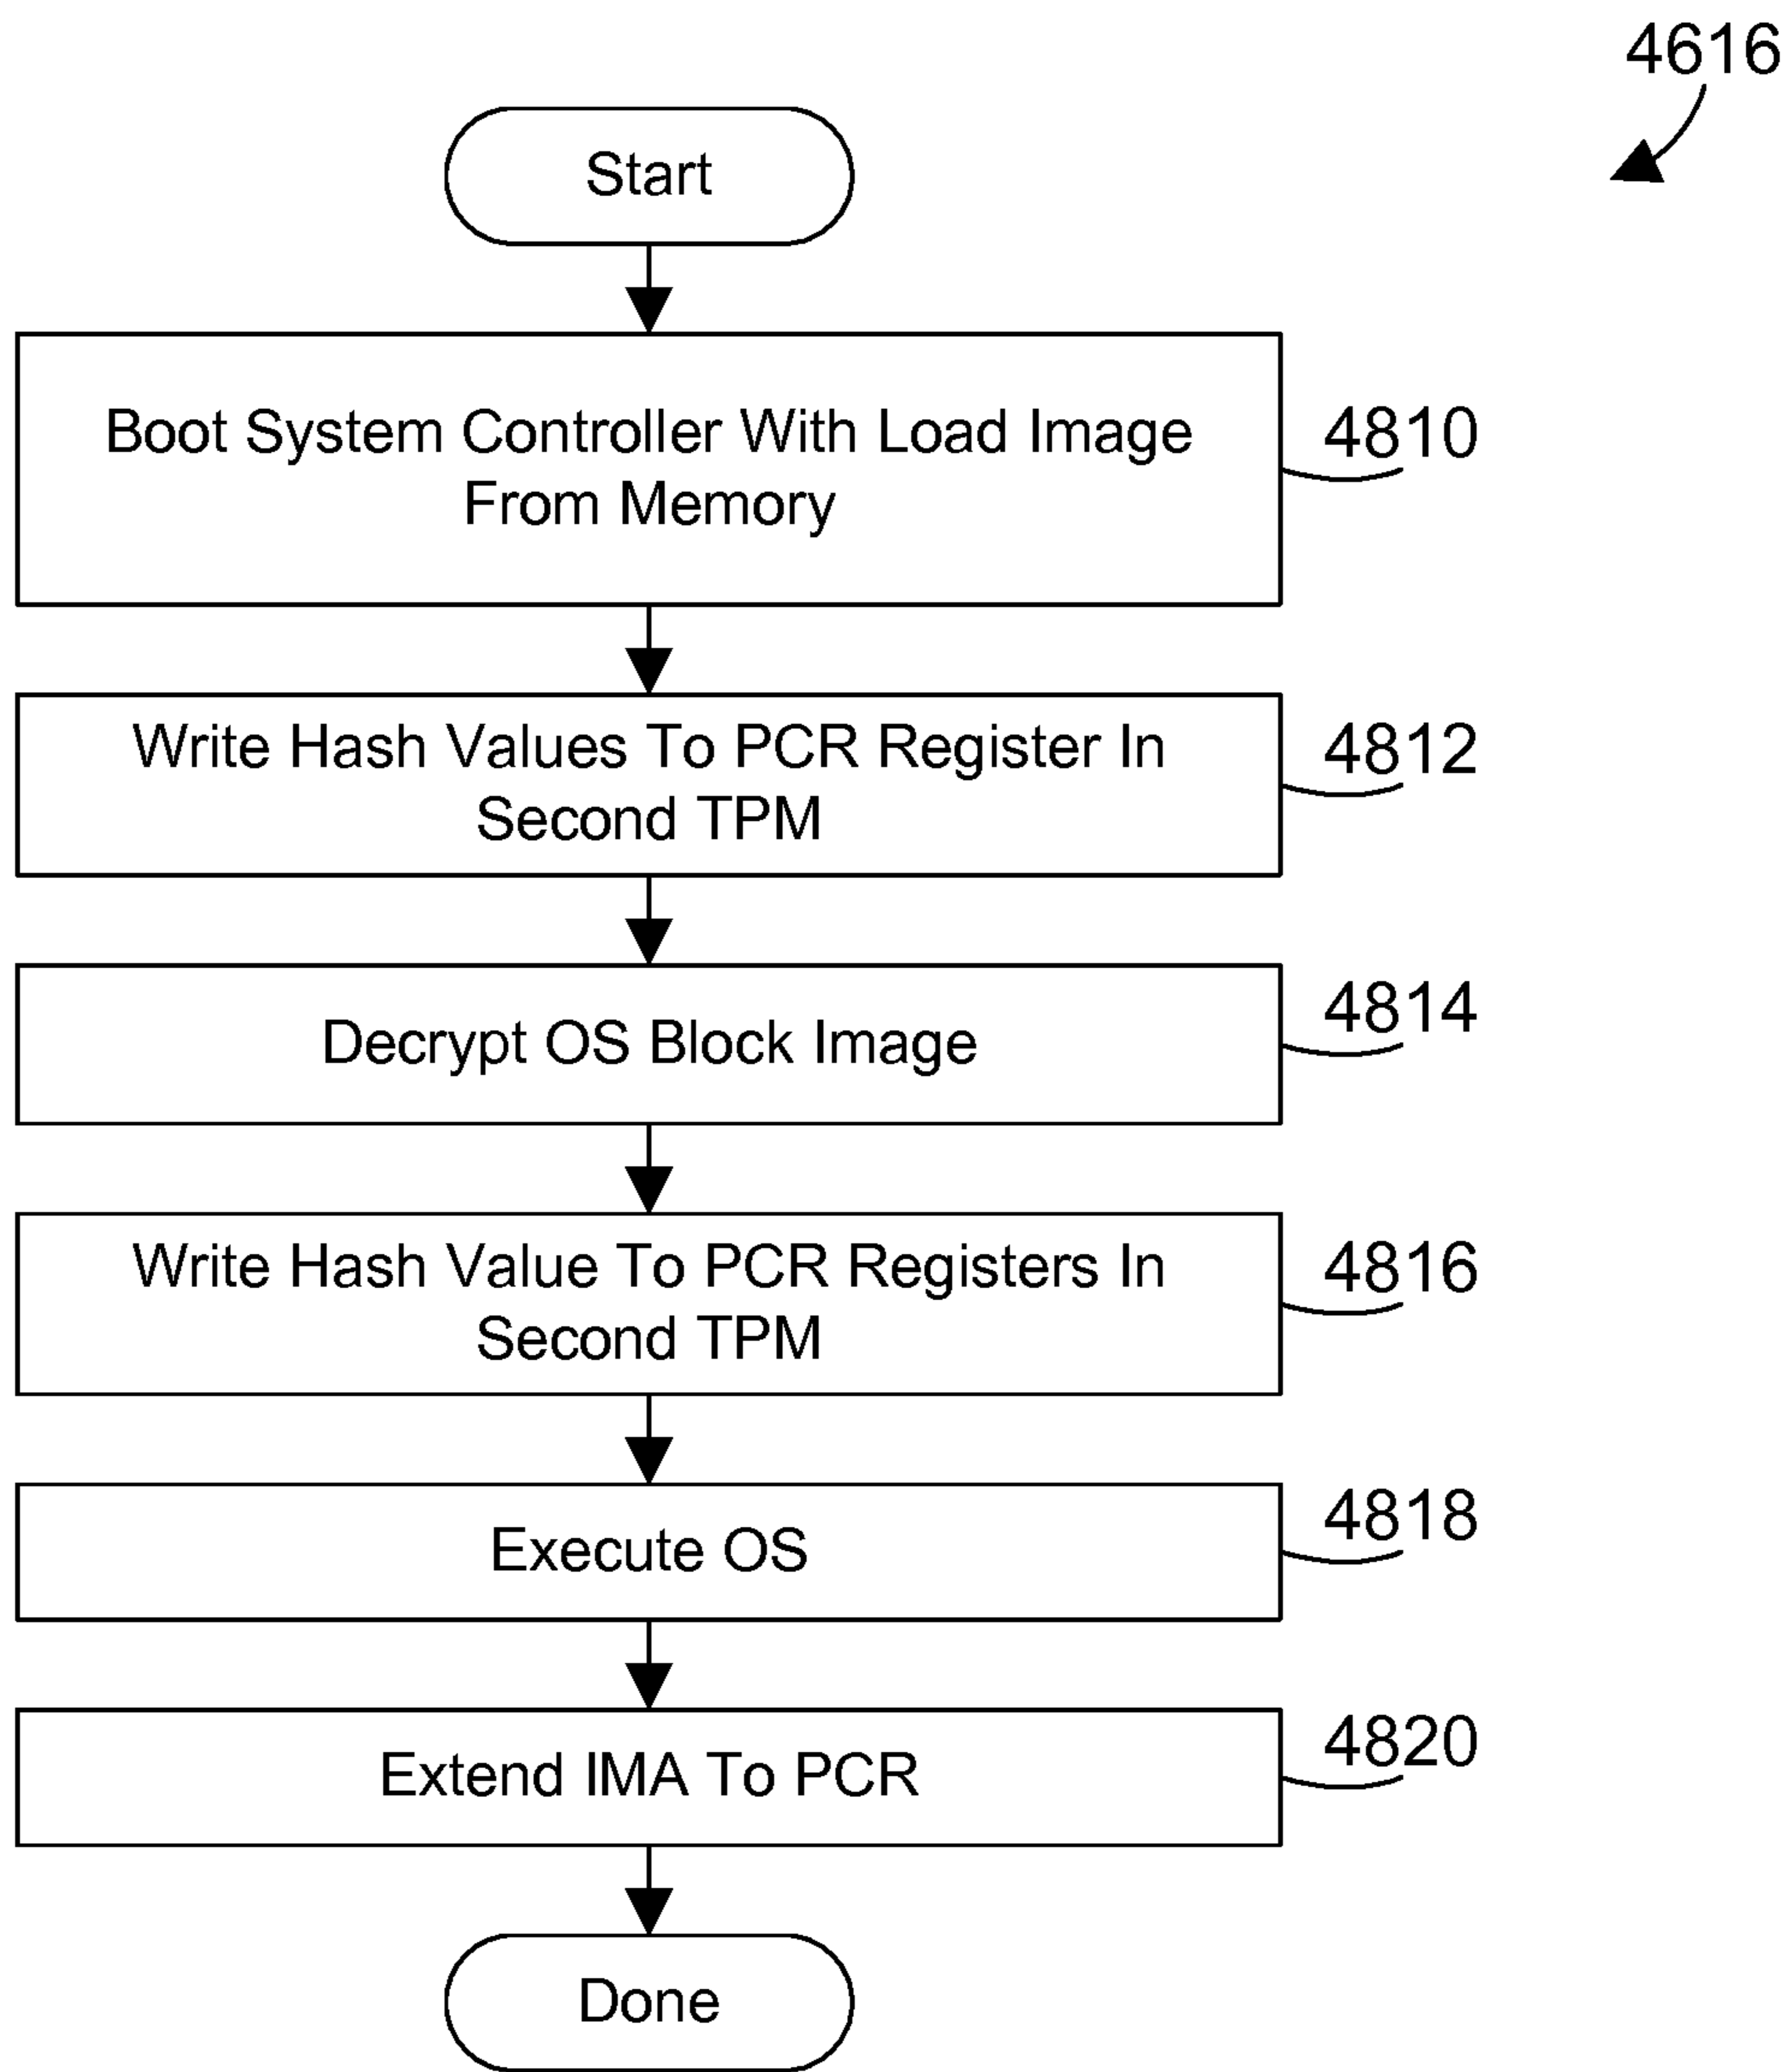 4616
Start
Boot System Controller With Load Image
From Memory
4810
Write Hash Values To PCR Register In
Second TPM
4812
Decrypt OS Block Image
4814
Write Hash Value To PCR Registers In
Second TPM
4816
Execute OS
4818
Extend IMA To PCR
4820
Done